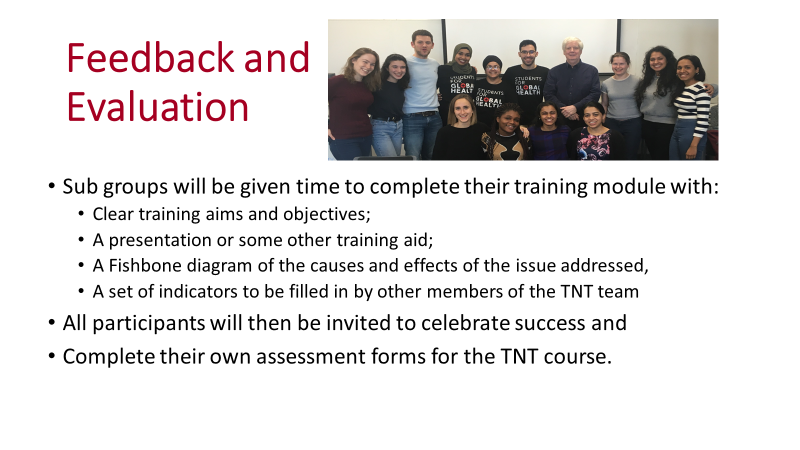 Feedback and
Evaluation
STUDENTS
FOR
GLOBAL
HEALTH
STUDENTS
FOR
GLOBAL
HEALTH
STUDENTS
FOR
GLOBAL
HEALTH
• Sub groups will be given time to complete their training module with:
• Clear training aims and objectives;
• A presentation or some other training aid;
• A Fishbone diagram of the causes and effects of the issue addressed,
• A set of indicators to be filled in by other members of the TNT team
• All participants will then be invited to celebrate success and
• Complete their own assessment forms for the TNT course.